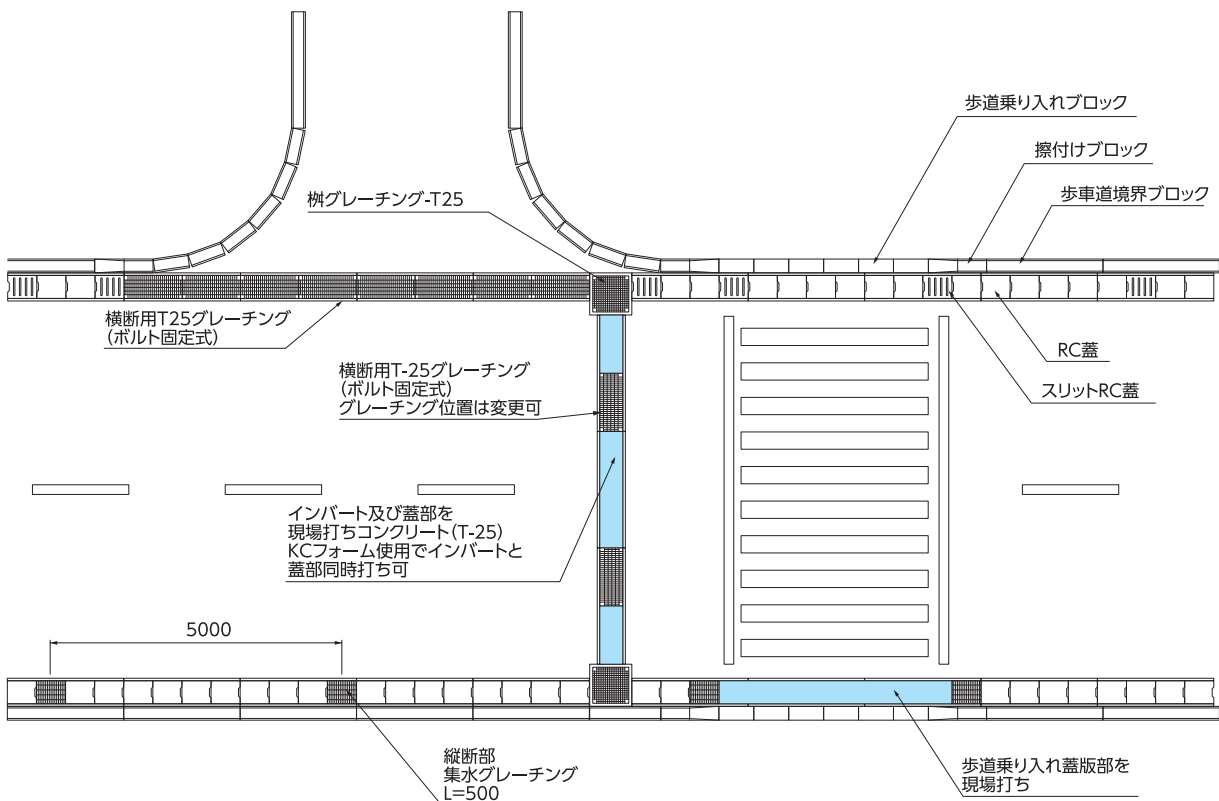 歩道乗り入れブロック
擦付けブロック
歩車道境界ブロック
桝グレーチング-T25
横断用T25グレーチング
(ボルト固定式)
横断用T-25グレーチング
(ボルト固定式)
グレーチング位置は変更可
RC蓋
スリットRC蓋
インバート及び蓋部を
現場打ちコンクリート(T-25)
KCフォーム使用でインバートと
蓋部同時打ち可
5000
縦断部
集水グレーチング
L=500
歩道乗り入れ蓋版部を
現場打ち